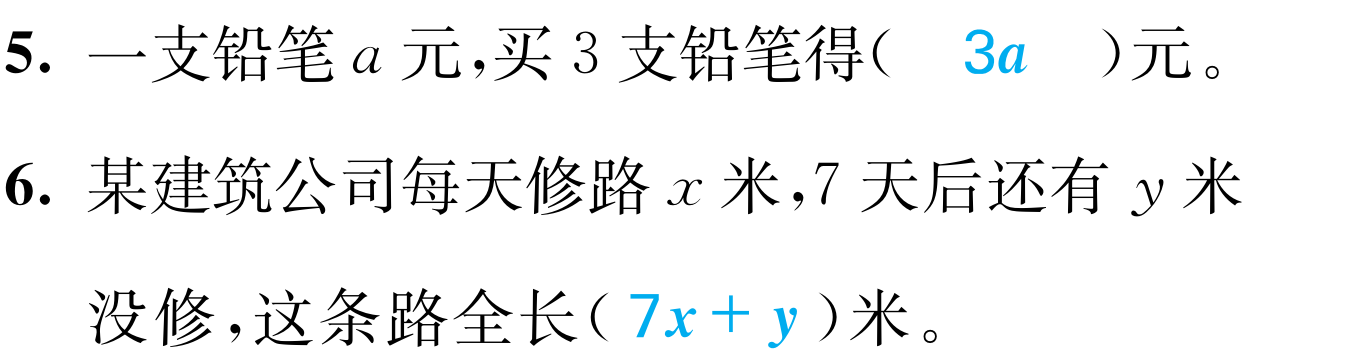 5. 一支铅笔 a 元,买 3 支铅笔得( 3a )元。
6. 某建筑公司每天修路 x 米,7 天后还有 y 米
没修,这条路全长( 7x + y )米。